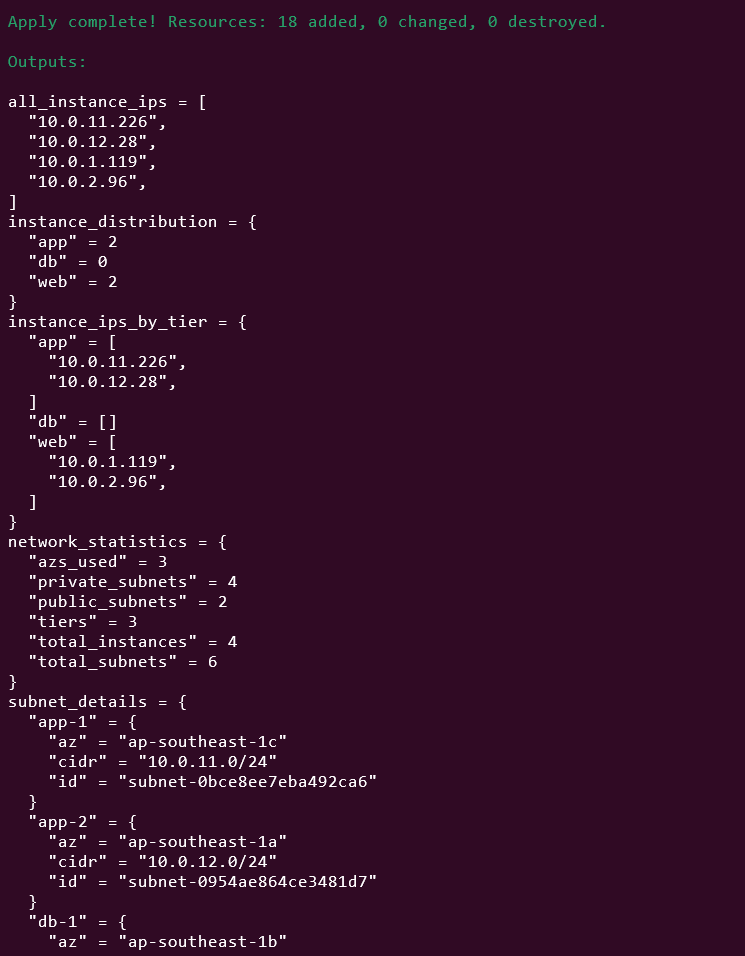 Apply complete! Resources: 18 added, 0 changed, 0 destroyed.
Outputs:
all_instance_ips = [
  "10.0.11.226",
  "10.0.12.28",
  "10.0.1.119",
  "10.0.2.96",
]
instance_distribution = {
  "app" = 2
  "db" = 0
  "web" = 2
}
instance_ips_by_tier = {
  "app" = [
    "10.0.11.226",
    "10.0.12.28",
  ]
  "db" = []
  "web" = [
    "10.0.1.119",
    "10.0.2.96",
  ]
}
network_statistics = {
  "azs_used" = 3
  "private_subnets" = 4
  "public_subnets" = 2
  "tiers" = 3
  "total_instances" = 4
  "total_subnets" = 6
}
subnet_details = {
  "app-1" = {
    "az" = "ap-southeast-1c"
    "cidr" = "10.0.11.0/24"
    "id" = "subnet-0bce8ee7eba492ca6"
  }
  "app-2" = {
    "az" = "ap-southeast-1a"
    "cidr" = "10.0.12.0/24"
    "id" = "subnet-0954ae864ce3481d7"
  }
  "db-1" = {
    "az" = "ap-southeast-1b"